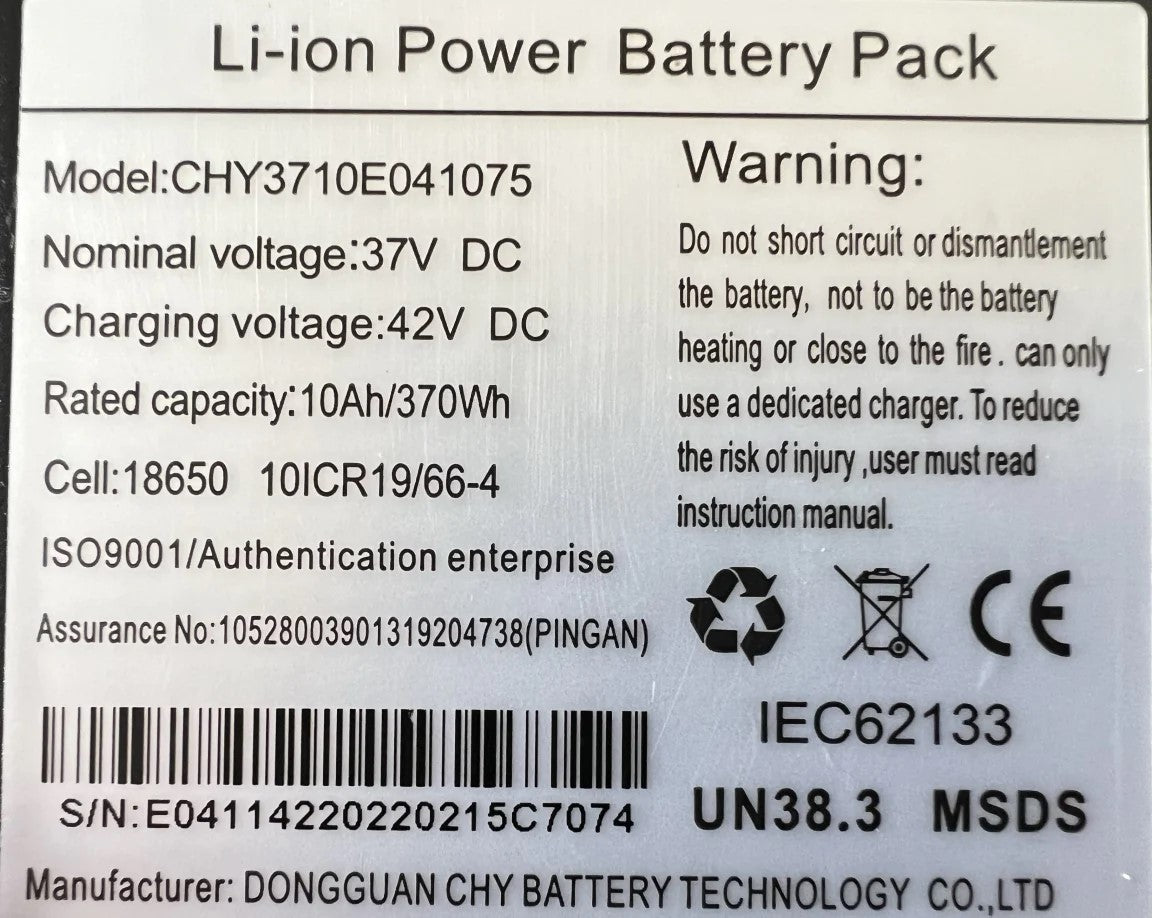 Li-ion Power Battery Pack
Model:CHY3710E041075
Nominal voltage:37V DC
Charging voltage:42V DC
Rated capacity:10Ah/370Wh
Cell:18650 10ICR19/66-4
ISO9001/Authentication enterprise
Assurance No:10528003901319204738(PINGAN)
S/N:E04114220220215C7074
Warning:
Do not short circuit or dismantlement
the battery, not to be the battery
heating or close to the fire. can only
use a dedicated charger. To reduce
the risk of injury ,user must read
instruction manual.
CE
IEC62133
UN38.3 MSDS
Manufacturer: DONGGUAN CHY BATTERY TECHNOLOGY CO.,LTD